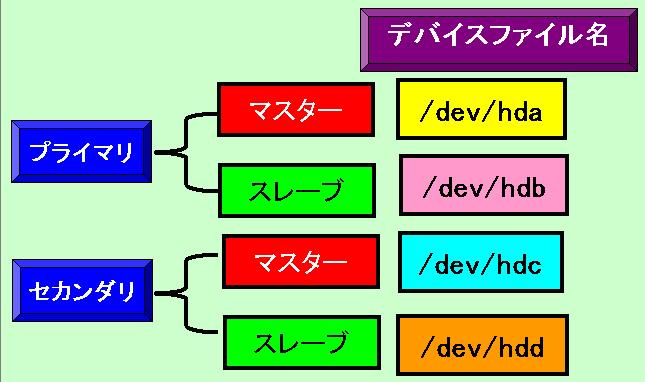 デバイスファイル名
プライマリ
マスター
/dev/hda
スレーブ
/dev/hdb
セカンダリ
マスター
/dev/hdc
スレーブ
/dev/hdd